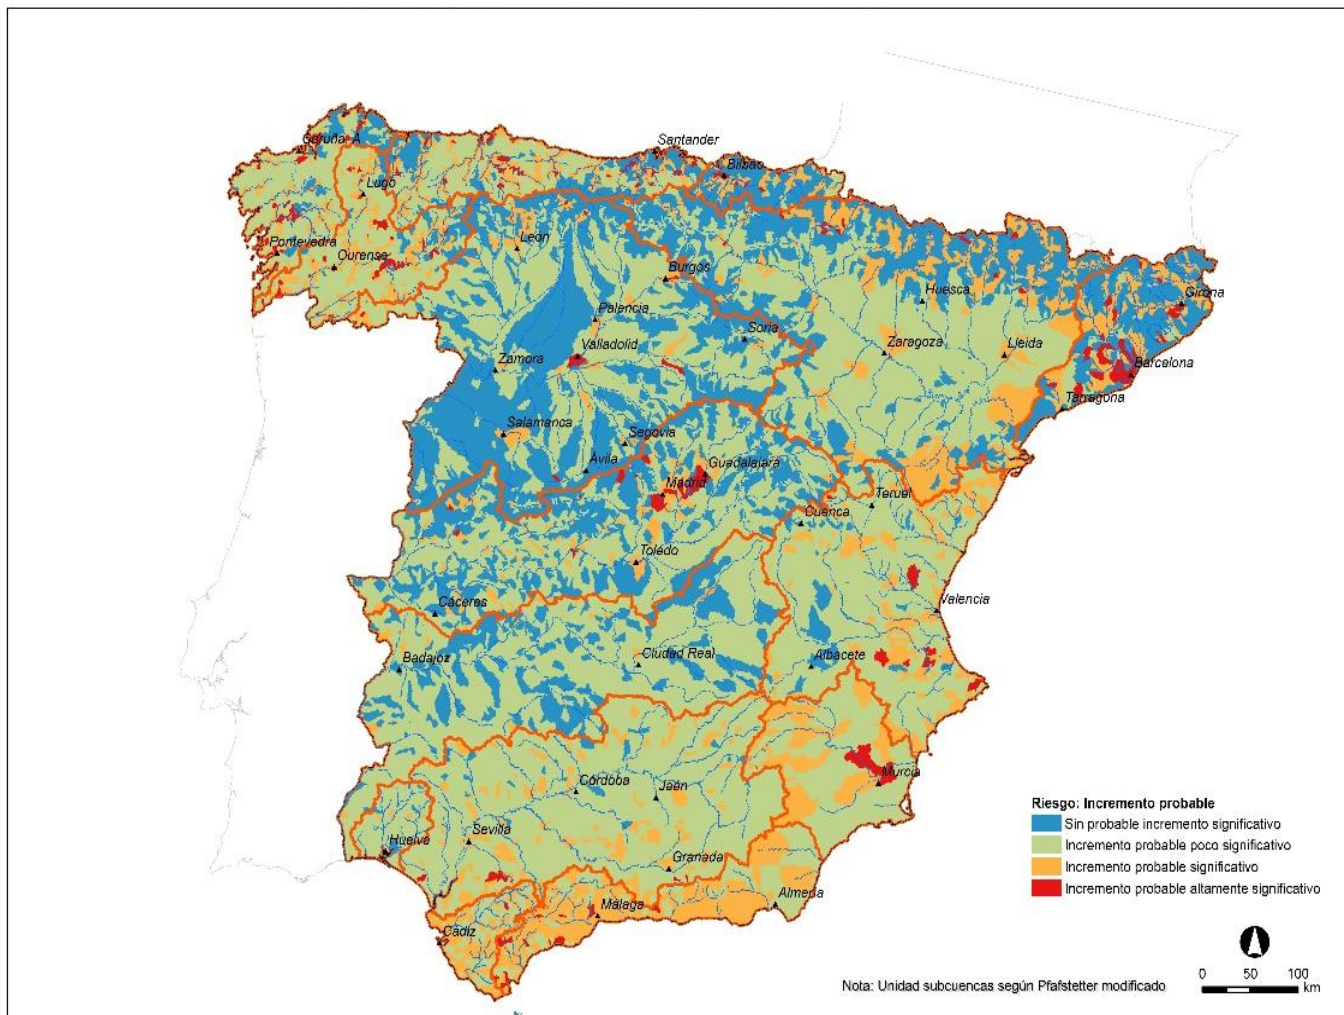 Santander
Coruña, A
Bilbao
Lugo
Pontevedra
León
Ourense
Burgos
Huesca
Girona
Palencia
Soria
Valladolid
Zaragoza
Lleida
Zamora
Barcelona
Tarragona
Salamanca
Segovia
Ávila
Guadalajara
Madrid
Teruel
Cuenca
Toledo
Cáceres
Valencia
Badajoz
Ciudad Real
Albacete
Murcia
Córdoba
Jaén
Huelva
Sevilla
Granada
Almería
Málaga
Cádiz
Riesgo: Incremento probable
Sin probable incremento significativo
Incremento probable poco significativo
Incremento probable significativo
Incremento probable altamente significativo
Nota: Unidad subcuencas según Pfafstetter modificado
0 50 100
km